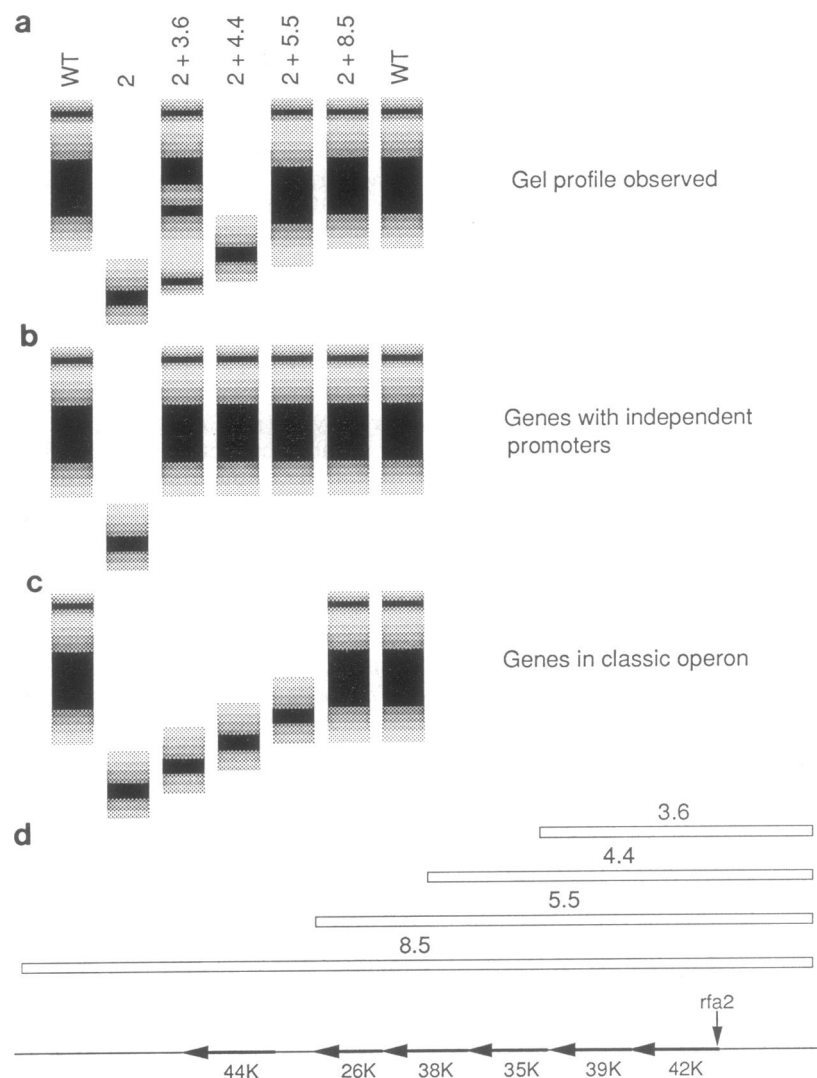 a
WT
2
2 + 3.6
2 + 4.4
2 + 5.5
2 + 8.5
WT
Gel profile observed
b
Genes with independent
promoters
c
Genes in classic operon
d
3.6
4.4
5.5
8.5
rfa2
44K 26K 38K 35K 39K 42K